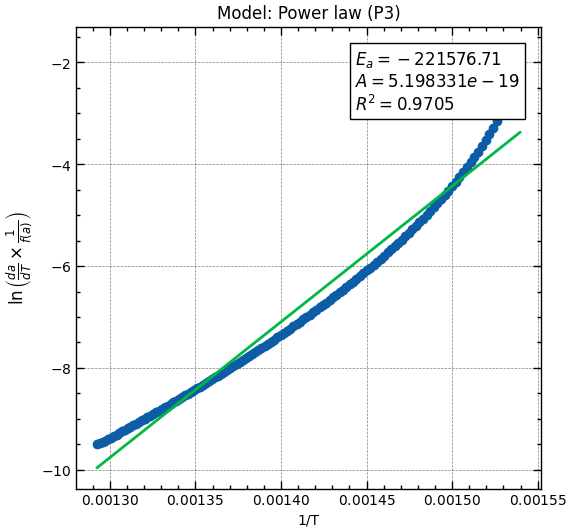 Model: Power law (P3)
E_a = −221576.71
A = 5.198331e − 19
R² = 0.9705
−2
−4
−6
−8
−10
ln(da/dT × 1/f(a))
0.00130 0.00135 0.00140 0.00145 0.00150 0.00155
1/T